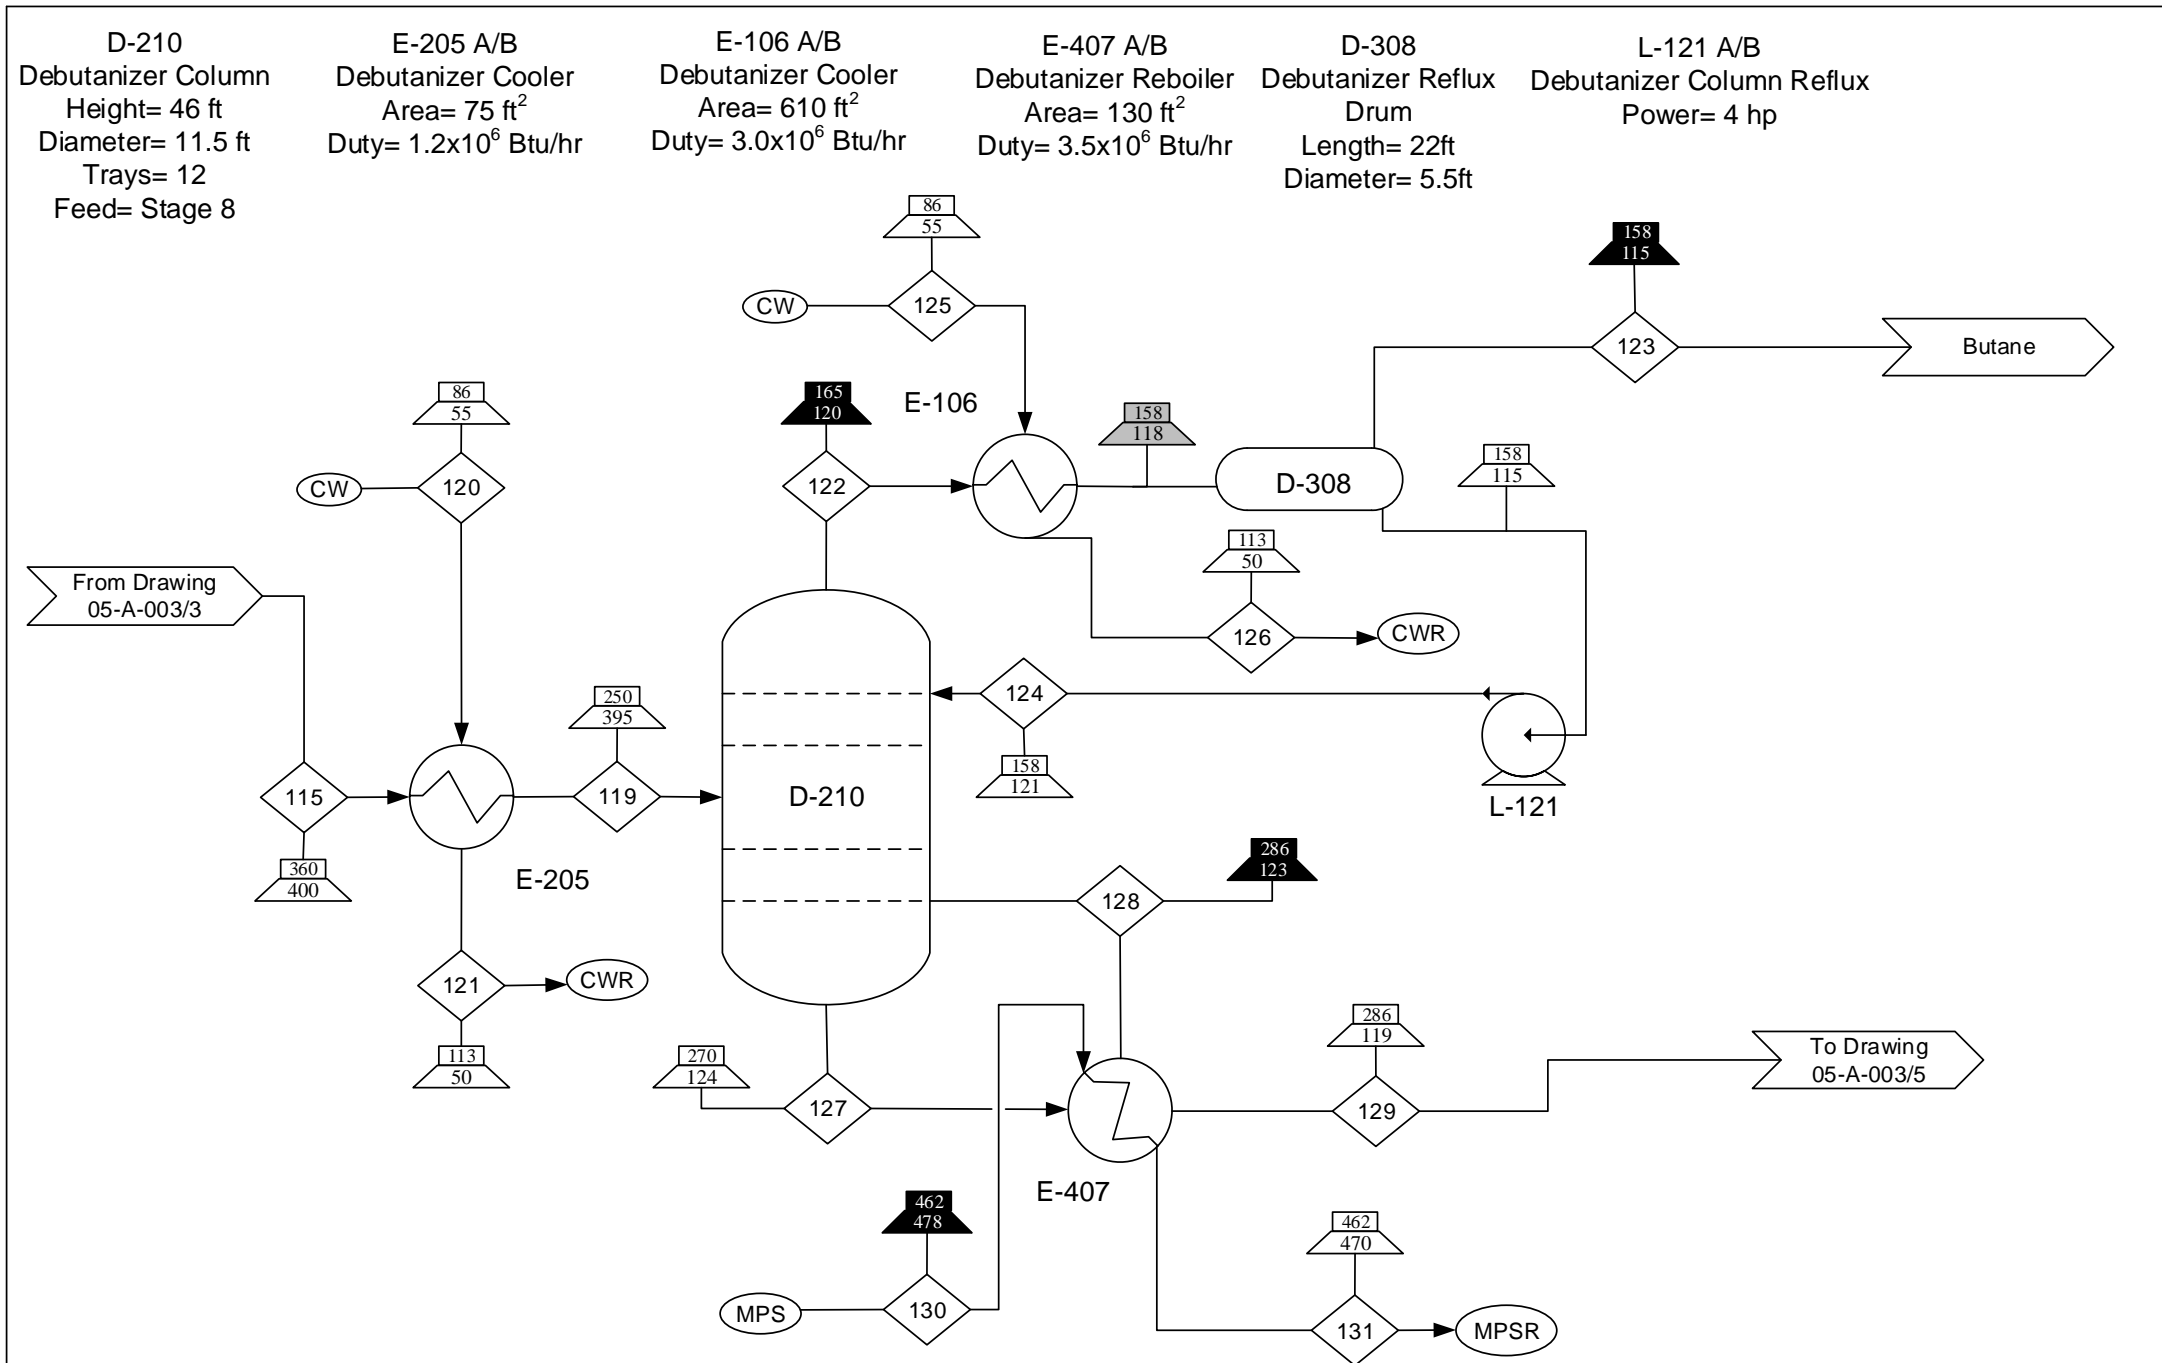 D-210
Debutanizer Column
Height= 46 ft
Diameter= 11.5 ft
Trays= 12
Feed= Stage 8
E-205 A/B
Debutanizer Cooler
Area= 75 ft²
Duty= 1.2x10⁶ Btu/hr
E-106 A/B
Debutanizer Cooler
Area= 610 ft²
Duty= 3.0x10⁶ Btu/hr
E-407 A/B
Debutanizer Reboiler
Area= 130 ft²
Duty= 3.5x10⁶ Btu/hr
D-308
Debutanizer Reflux
Drum
Length= 22ft
Diameter= 5.5ft
L-121 A/B
Debutanizer Column Reflux
Power= 4 hp
86
55
158
115
CW
125
123
Butane
86
55
165
120
E-106
158
118
158
115
CW
120
122
D-308
113
50
From Drawing
05-A-003/3
126
CWR
250
395
124
158
121
115
119
D-210
L-121
360
400
E-205
286
123
128
121
CWR
113
50
270
124
286
119
To Drawing
05-A-003/5
127
129
E-407
462
478
462
470
MPS
130
131
MPSR